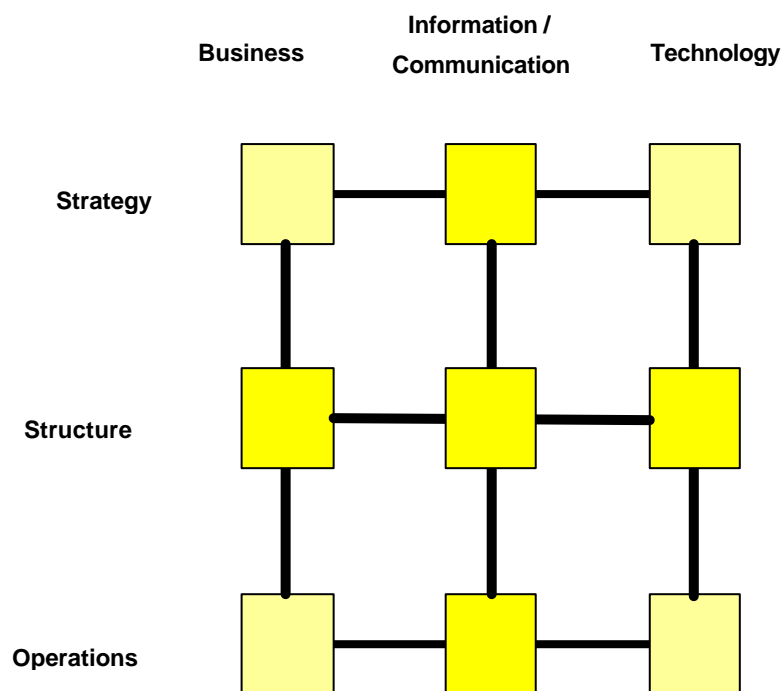 Information /
Business Communication Technology
Strategy
Structure
Operations